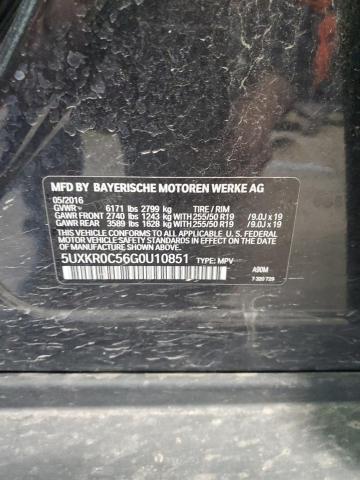 MFD BY BAYERISCHE MOTOREN WERKE AG
05/2016
GVWR 6171 lbs 2799 kg TIRE / RIM
GAWR FRONT 2740 lbs 1243 kg WITH 255/50 R19 /9.0J x 19
GAWR REAR 3589 lbs 1628 kg WITH 255/50 R19 /9.0J x 19
THIS VEHICLE CONFORMS TO ALL APPLICABLE U.S. FEDERAL
MOTOR VEHICLE SAFETY STANDARDS IN EFFECT ON THE
DATE OF MANUFACTURE SHOWN ABOVE.
5UXKR0C56G0U10851 TYPE: MPV
A90M
7 320 729